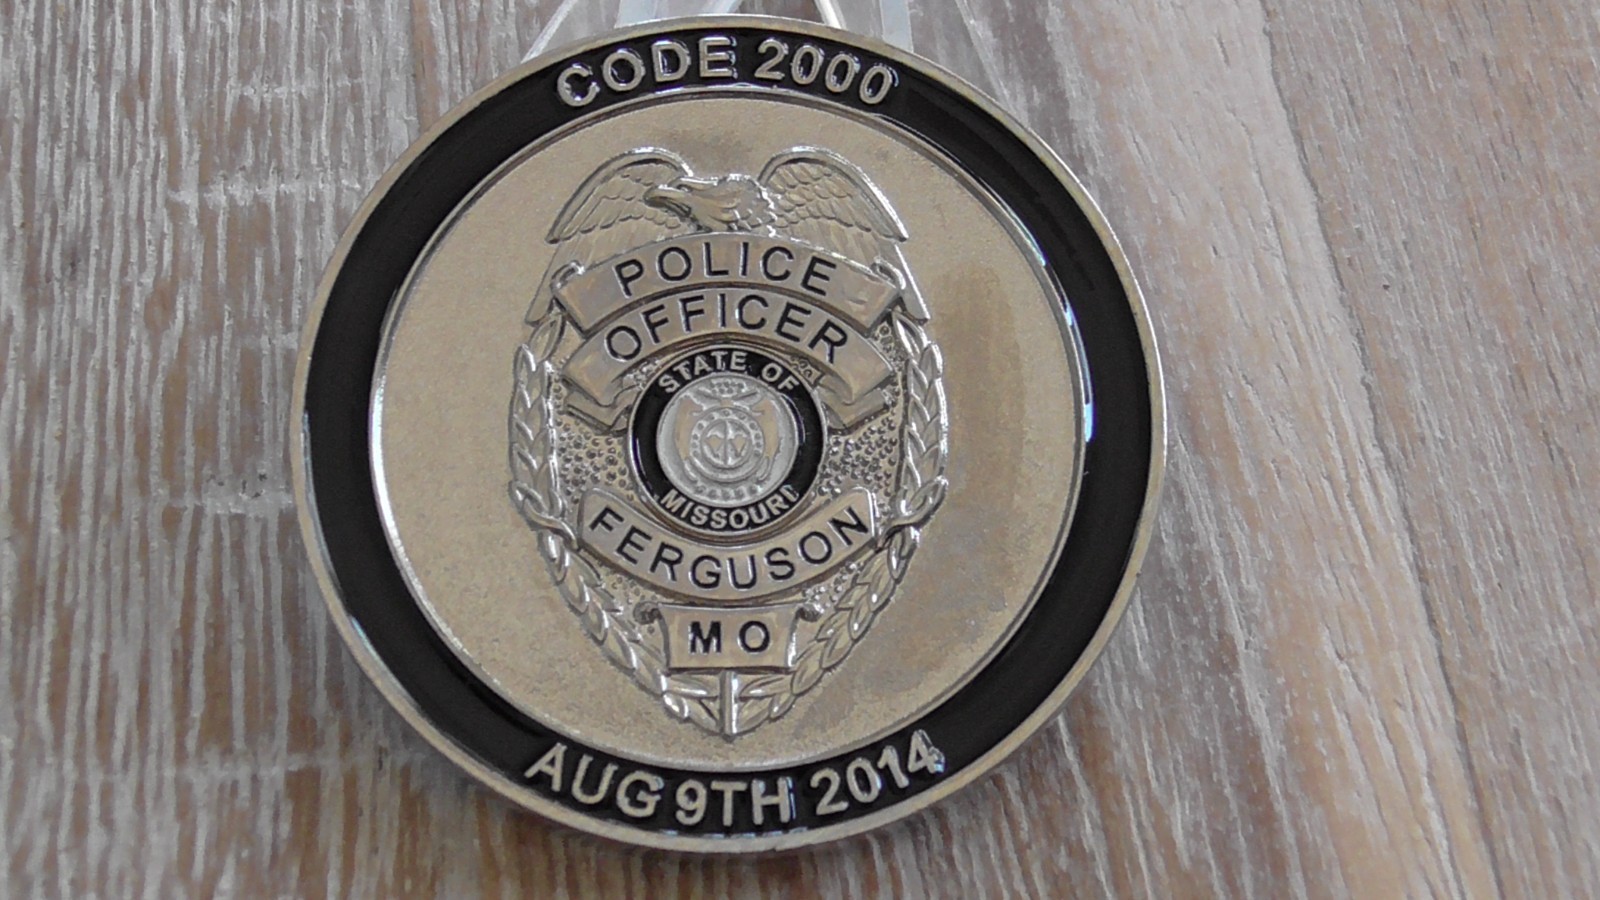 CODE 2000
POLICE
OFFICER
STATE OF
MISSOURI
FERGUSON
MO
AUG 9TH 2014